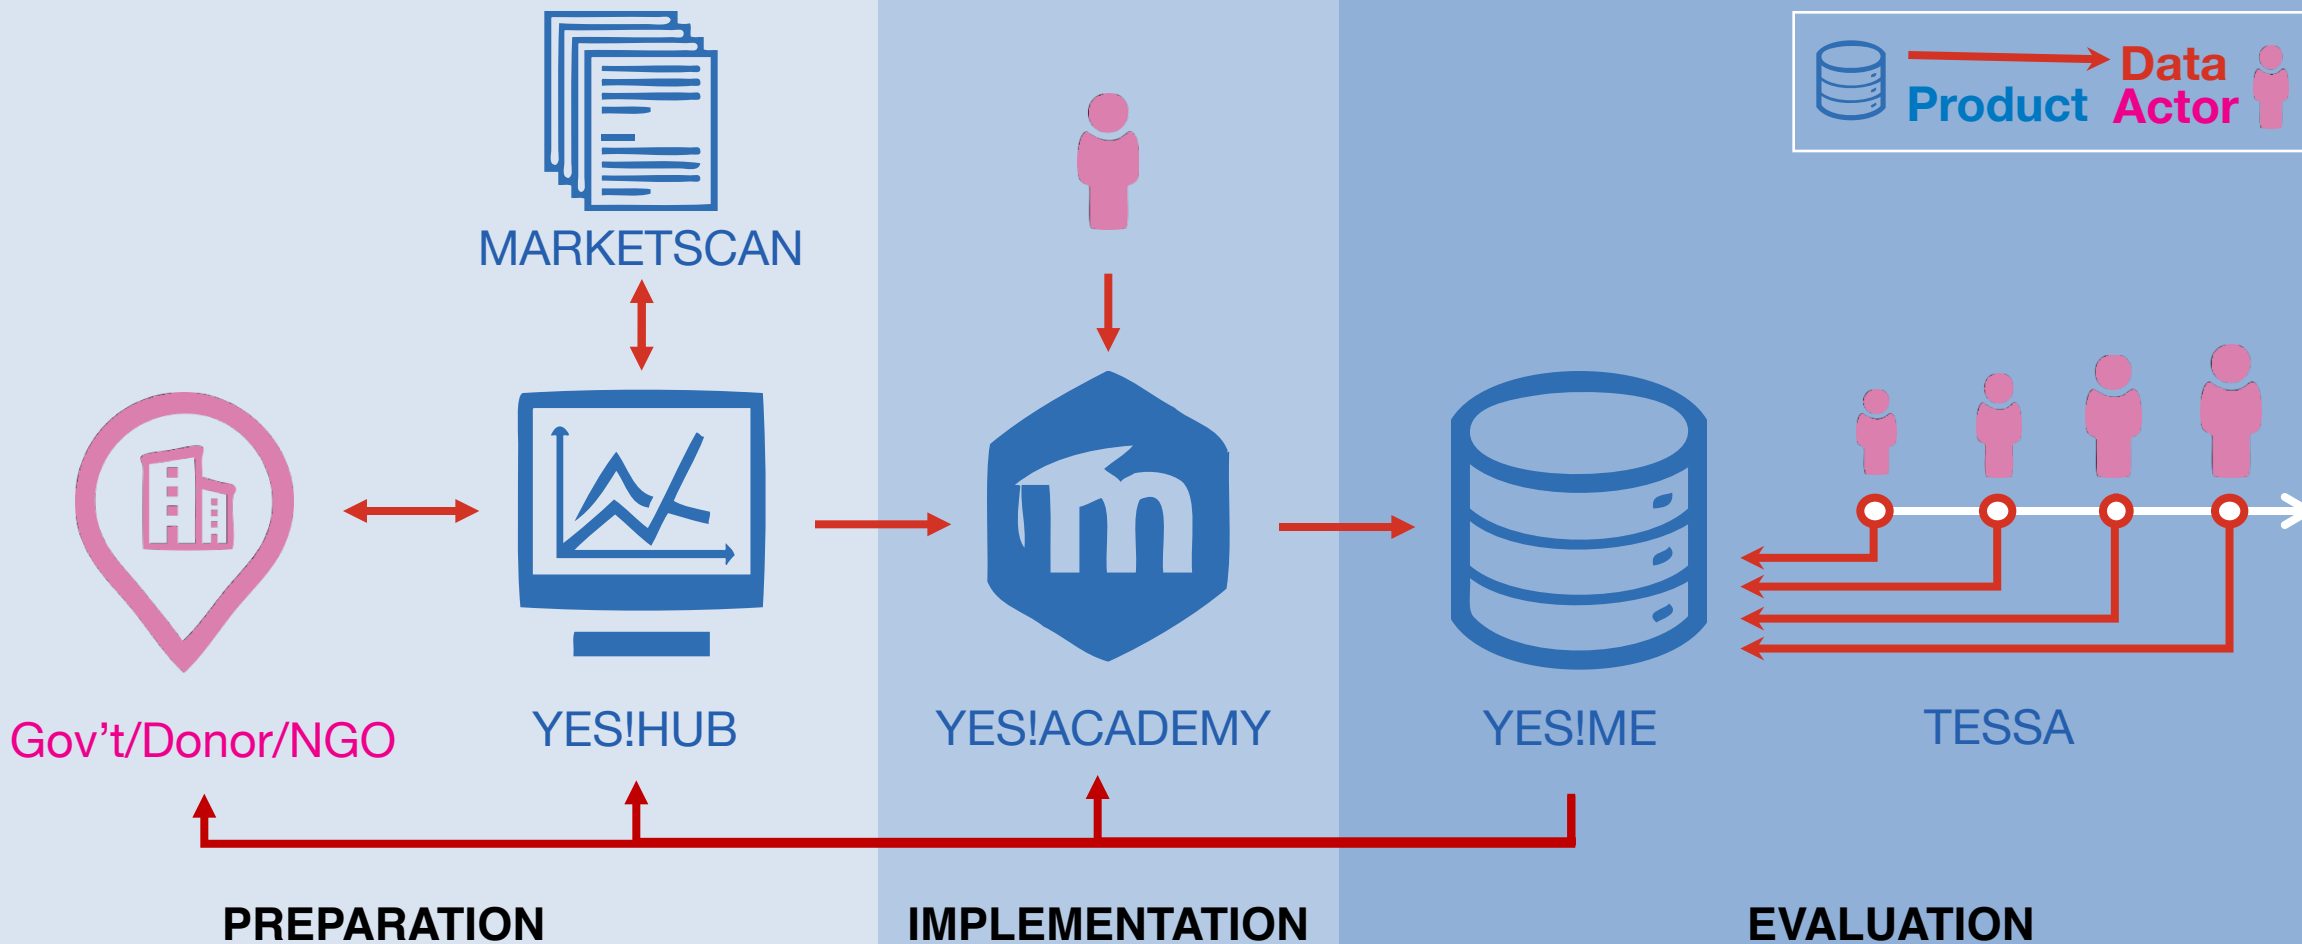 Data
Product Actor
MARKETSCAN
Gov't/Donor/NGO
YES!HUB
YES!ACADEMY
YES!ME
TESSA
PREPARATION
IMPLEMENTATION
EVALUATION